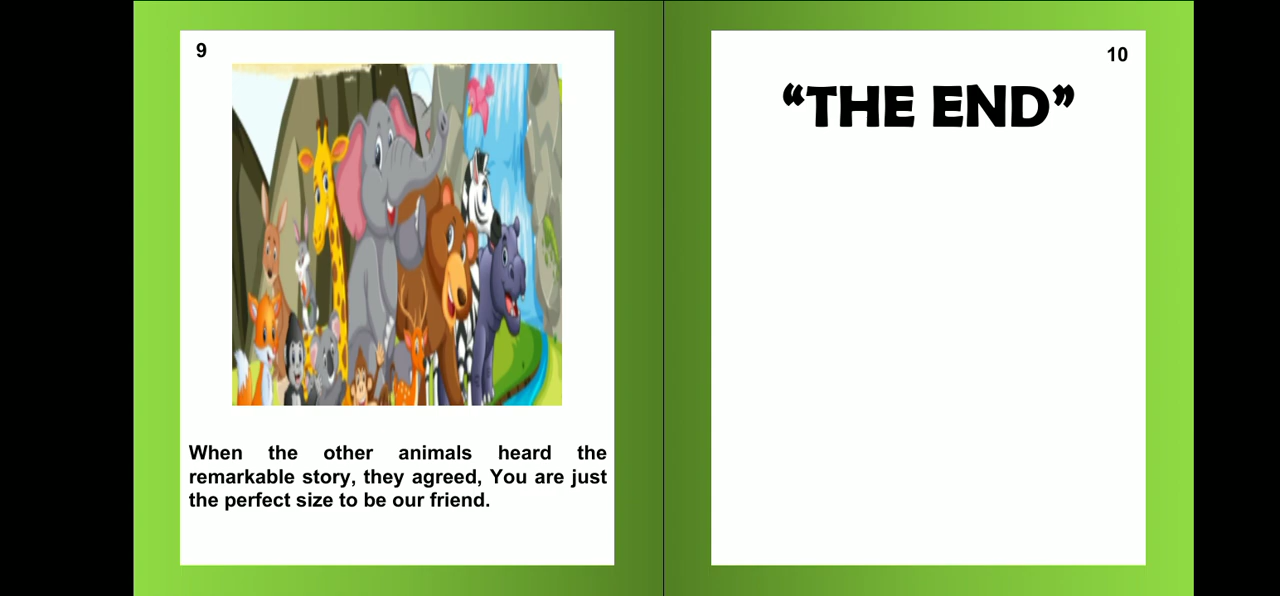 9
When the other animals heard the
remarkable story, they agreed, You are just
the perfect size to be our friend.
10
“THE END”